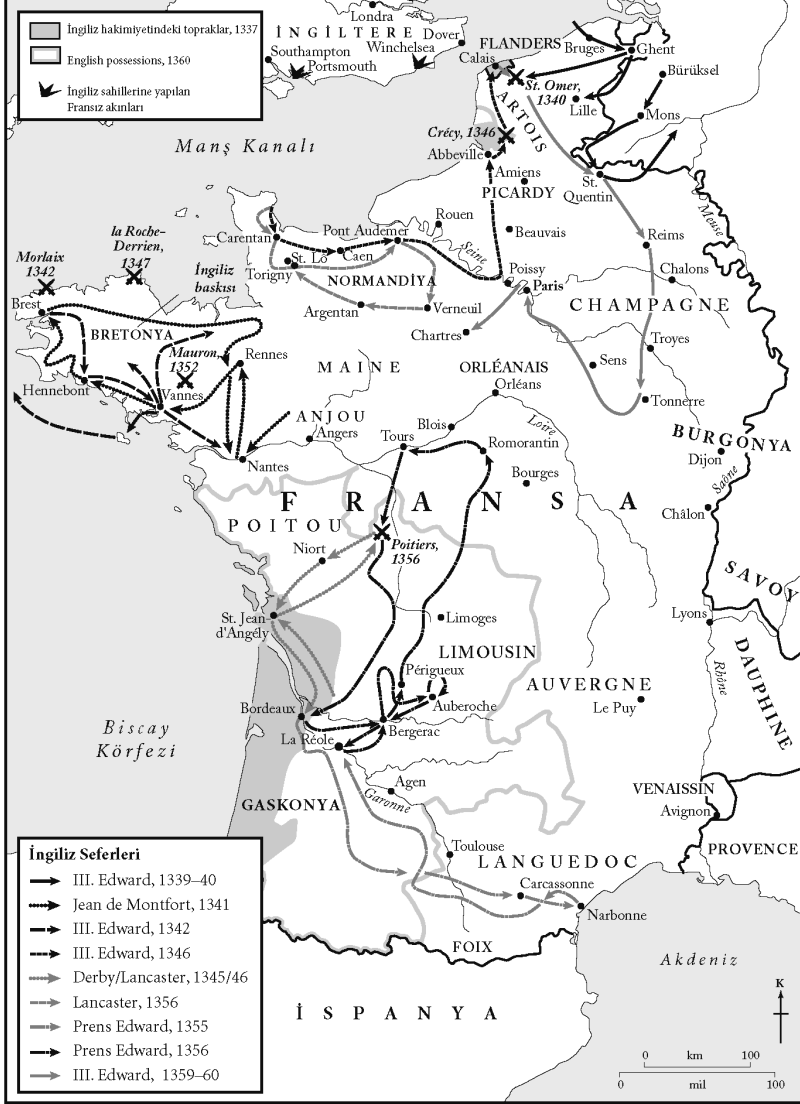 İngiliz hakimiyetindeki topraklar, 1337
English possessions, 1360
İngiliz sahillerine yapılan
Fransız akınları
Londra
İNGİLTERE
Dover
Winchelsea
Southampton
Portsmouth
FLANDERS
Bruges
Ghent
Calais
Bürüksel
St. Omer,
1340
Lille
Mons
ARTOIS
Manş Kanalı
Crécy, 1346
Abbeville
Amiens
PICARDY
St.
Quentin
Meuse
Rouen
Beauvais
Reims
Carentan
Pont Audemer
St. Lô
Caen
Torigny
Seine
Poissy
Paris
Chalons
la Roche-
Derrien,
1347
Morlaix
1342
İngiliz
baskısı
NORMANDİYA
CHAMPAGNE
Brest
Argentan
Verneuil
Chartres
BRETONYA
Troyes
Mauron,
1352
Rennes
MAINE
ORLÉANAIS
Orléans
Sens
Hennebont
Vannes
Tonnerre
ANJOU
Angers
Blois
Loire
BURGONYA
Tours
Romorantin
Dijon
Nantes
Bourges
Saône
FRANSA
Châlon
POITOU
Niort
Poitiers,
1356
SAVOY
St. Jean
d'Angély
Limoges
Lyons
LIMOUSIN
Rhône
DAUPHINE
Périgueux
AUVERGNE
Bordeaux
Auberoche
Le Puy
Biscay
Körfezi
La Réole
Bergerac
Agen
VENAISSIN
GASKONYA
Garonne
Avignon
Toulouse
PROVENCE
LANGUEDOC
Carcassonne
Narbonne
FOIX
Akdeniz
İSPANYA
İngiliz Seferleri
III. Edward, 1339–40
Jean de Montfort, 1341
III. Edward, 1342
III. Edward, 1346
Derby/Lancaster, 1345/46
Lancaster, 1356
Prens Edward, 1355
Prens Edward, 1356
III. Edward, 1359–60
K
0 km 100
0 mil 100